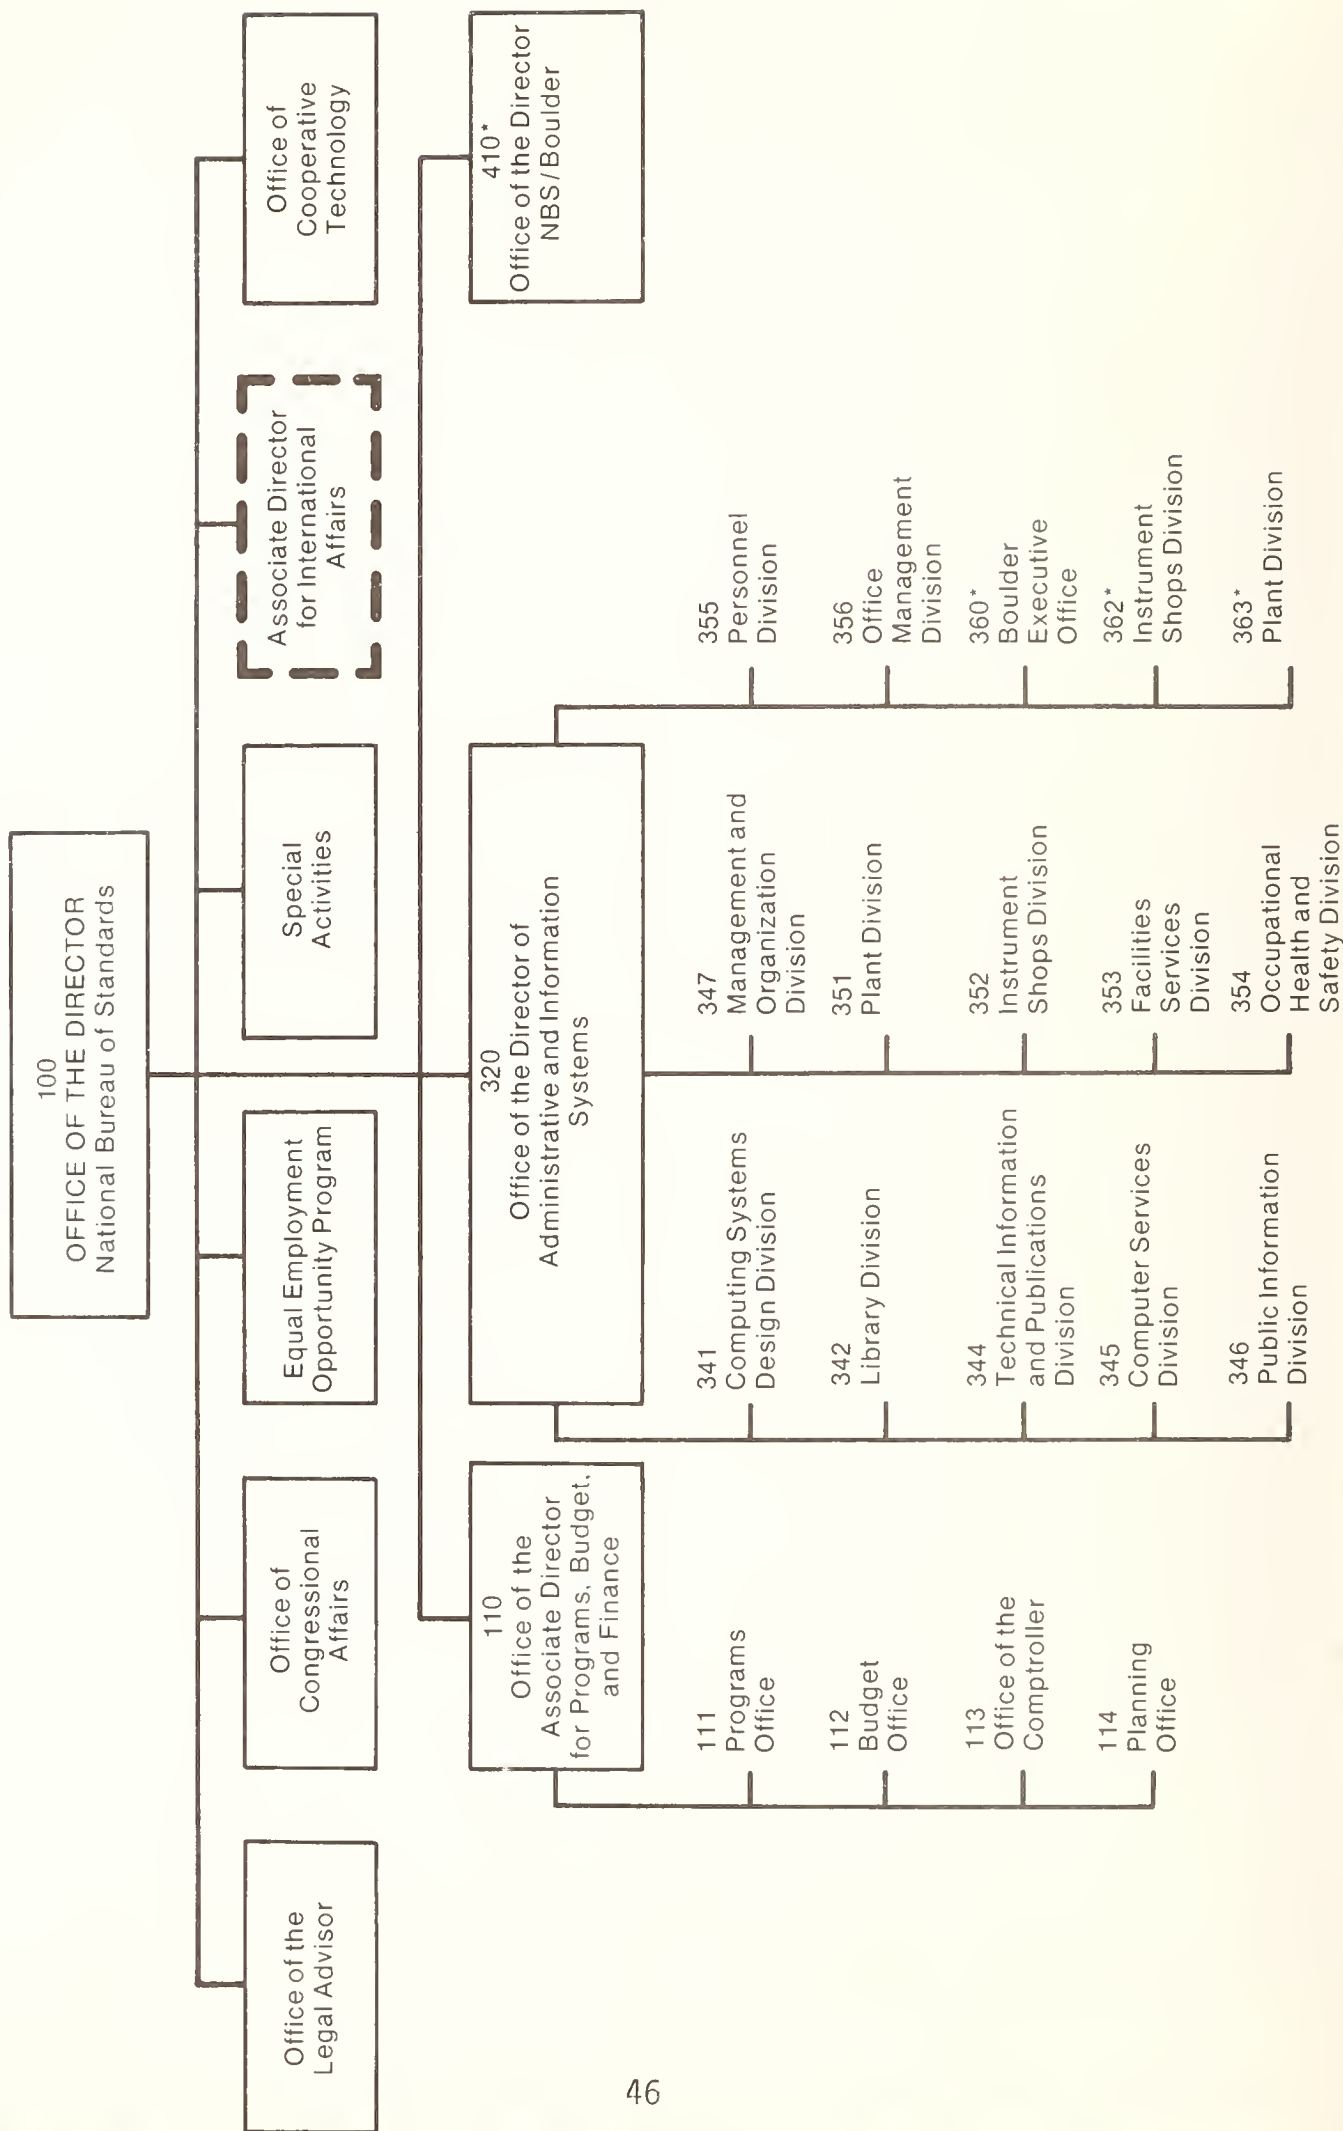 100
OFFICE OF THE DIRECTOR
National Bureau of Standards
Office of the
Legal Advisor
Office of
Congressional
Affairs
Equal Employment
Opportunity Program
Special
Activities
Associate Director
for International
Affairs
Office of
Cooperative
Technology
110
Office of the
Associate Director
for Programs, Budget,
and Finance
320
Office of the Director of
Administrative and Information
Systems
410*
Office of the Director
NBS/Boulder
111
Programs
Office
112
Budget
Office
113
Office of the
Comptroller
114
Planning
Office
341
Computing Systems
Design Division
342
Library Division
344
Technical Information
and Publications
Division
345
Computer Services
Division
346
Public Information
Division
347
Management and
Organization
Division
351
Plant Division
352
Instrument
Shops Division
353
Facilities
Services
Division
354
Occupational
Health and
Safety Division
355
Personnel
Division
356
Office
Management
Division
360*
Boulder
Executive
Office
362*
Instrument
Shops Division
363*
Plant Division
46